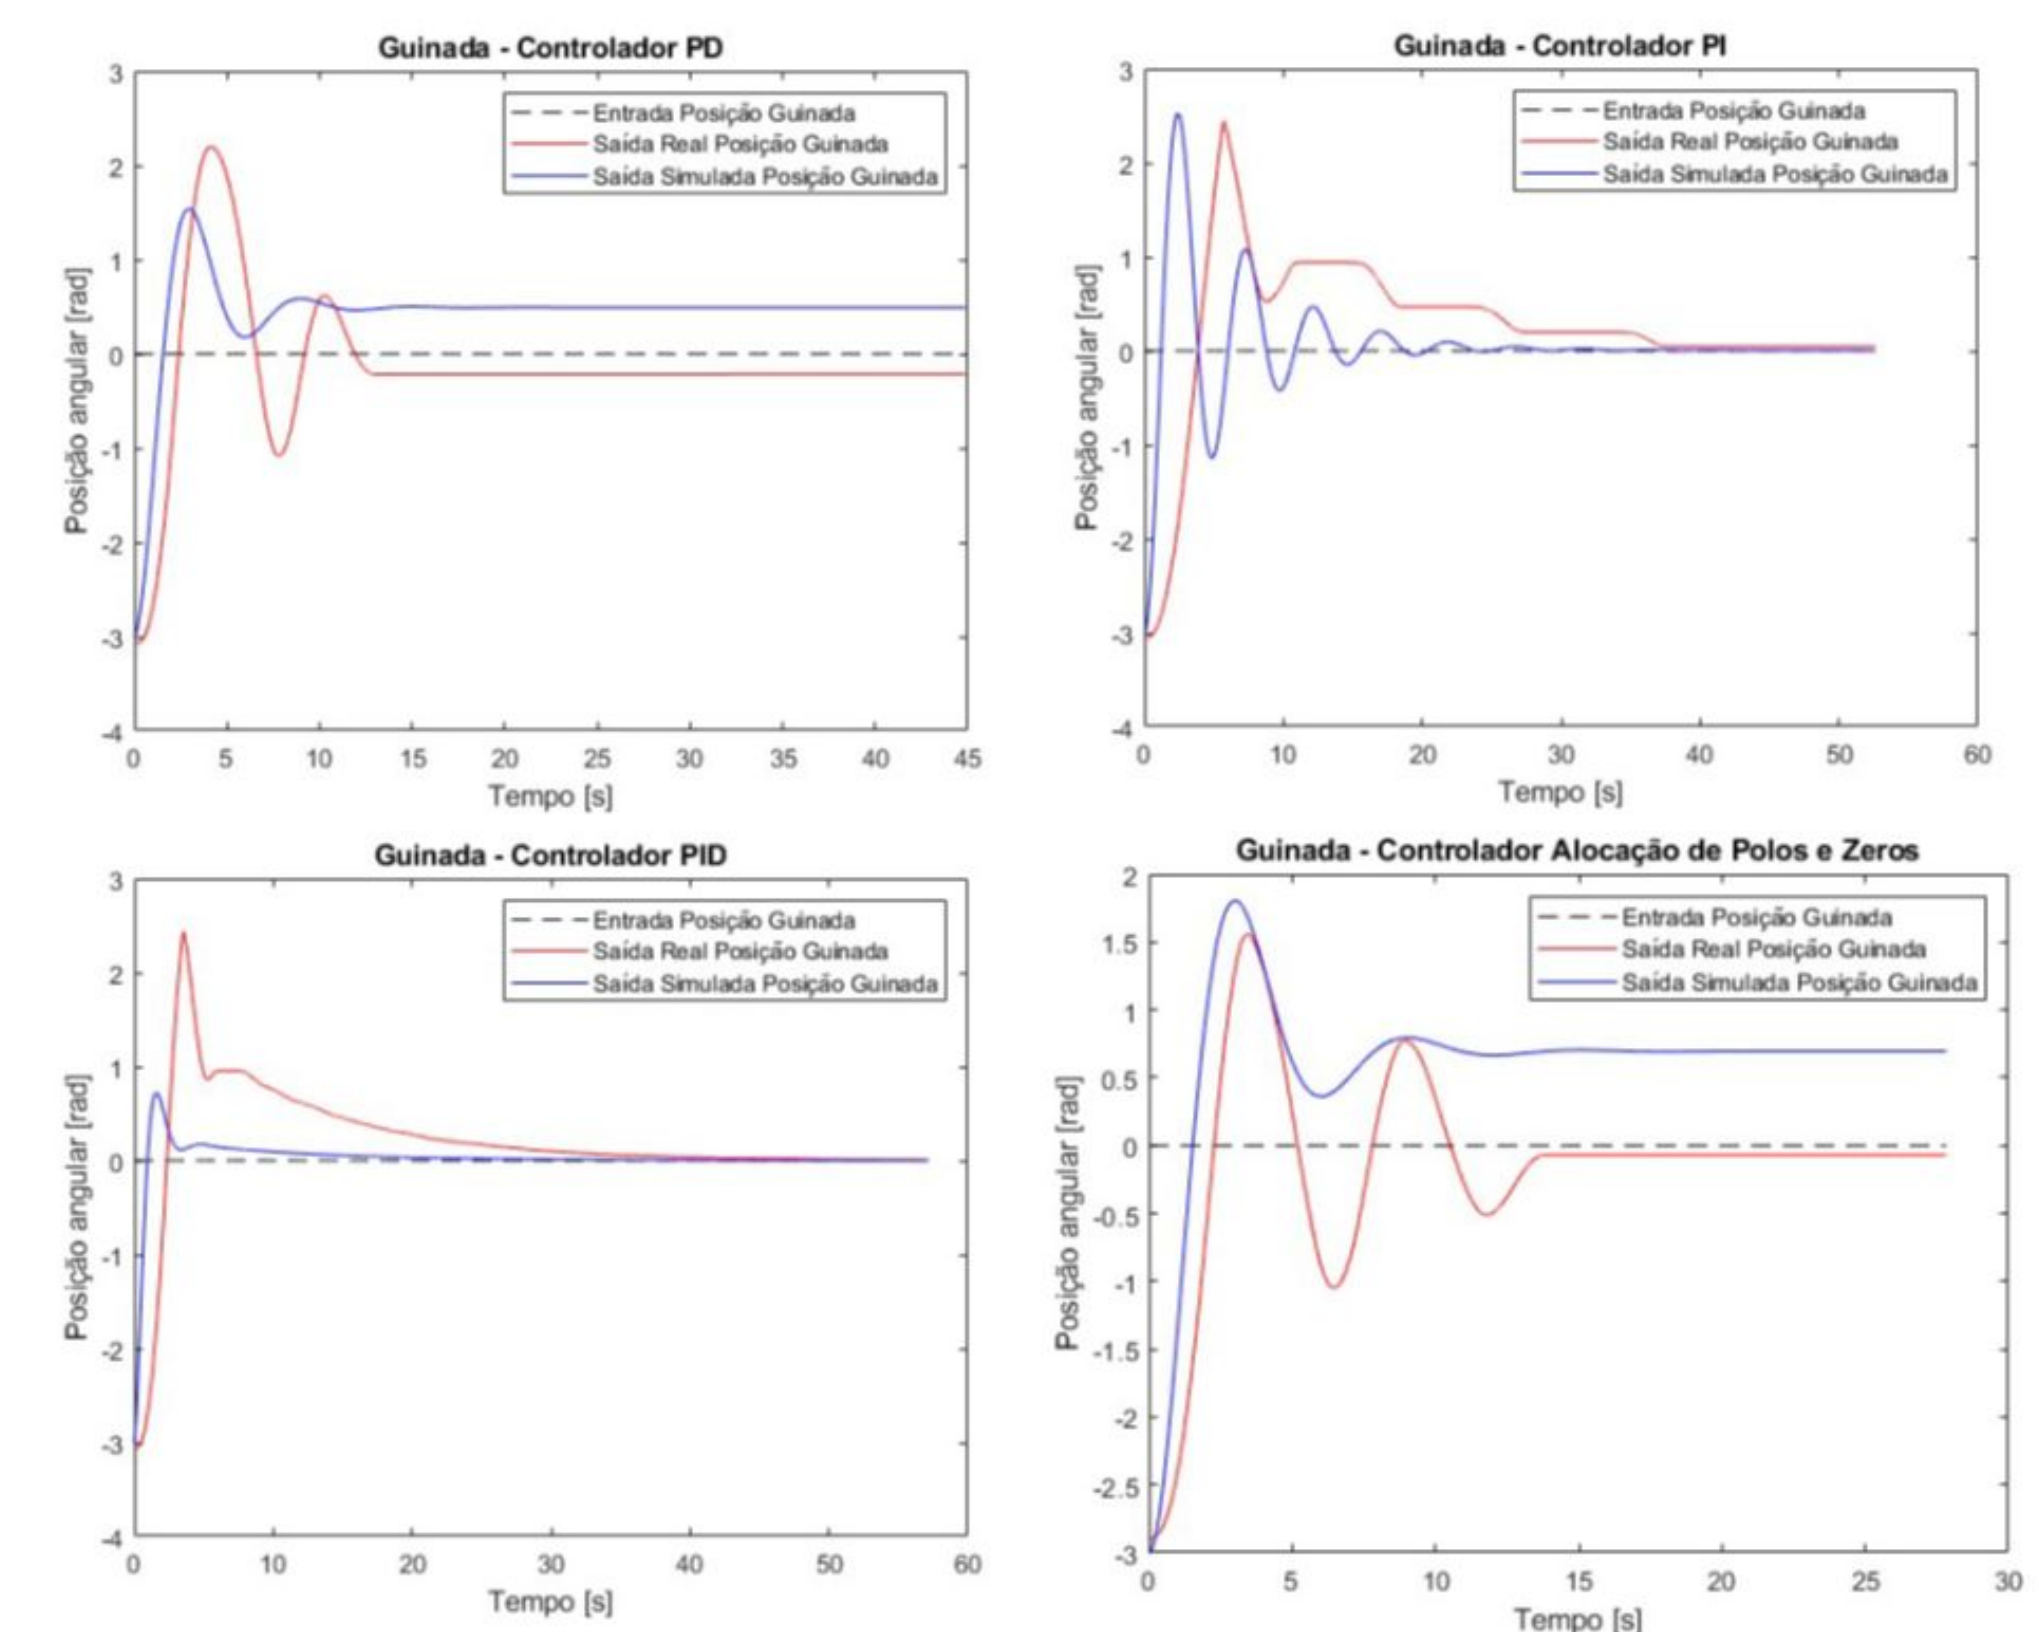 Guinada - Controlador PD
3
2
1
0
-1
-2
-3
-4
Posição angular [rad]
Entrada Posição Guinada
Saída Real Posição Guinada
Saída Simulada Posição Guinada
0 5 10 15 20 25 30 35 40 45
Tempo [s]
Guinada - Controlador PI
3
2
1
0
-1
-2
-3
-4
Posição angular [rad]
Entrada Posição Guinada
Saída Real Posição Guinada
Saída Simulada Posição Guinada
0 10 20 30 40 50 60
Tempo [s]
Guinada - Controlador PID
3
2
1
0
-1
-2
-3
-4
Posição angular [rad]
Entrada Posição Guinada
Saída Real Posição Guinada
Saída Simulada Posição Guinada
0 10 20 30 40 50 60
Tempo [s]
Guinada - Controlador Alocação de Polos e Zeros
2
1.5
1
0.5
0
-0.5
-1
-1.5
-2
-2.5
-3
Posição angular [rad]
Entrada Posição Guinada
Saída Real Posição Guinada
Saída Simulada Posição Guinada
0 5 10 15 20 25 30
Tempo [s]